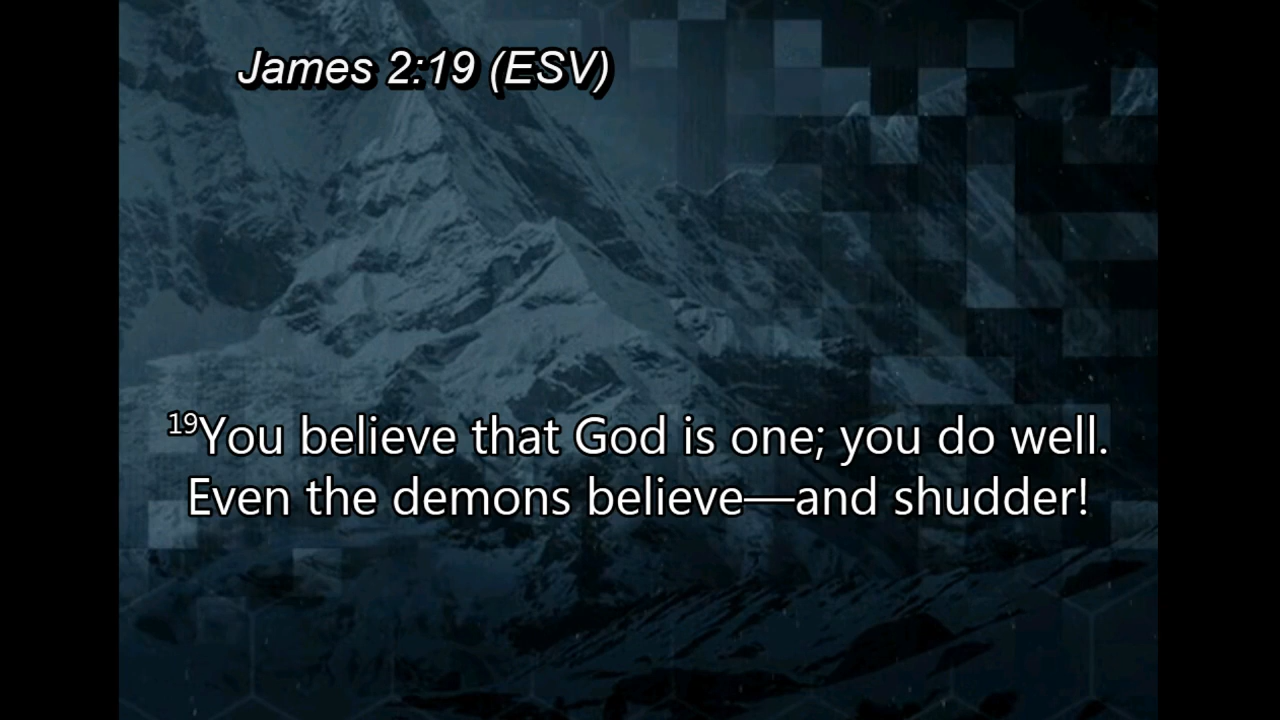 James 2:19 (ESV)
19You believe that God is one; you do well.
Even the demons believe—and shudder!